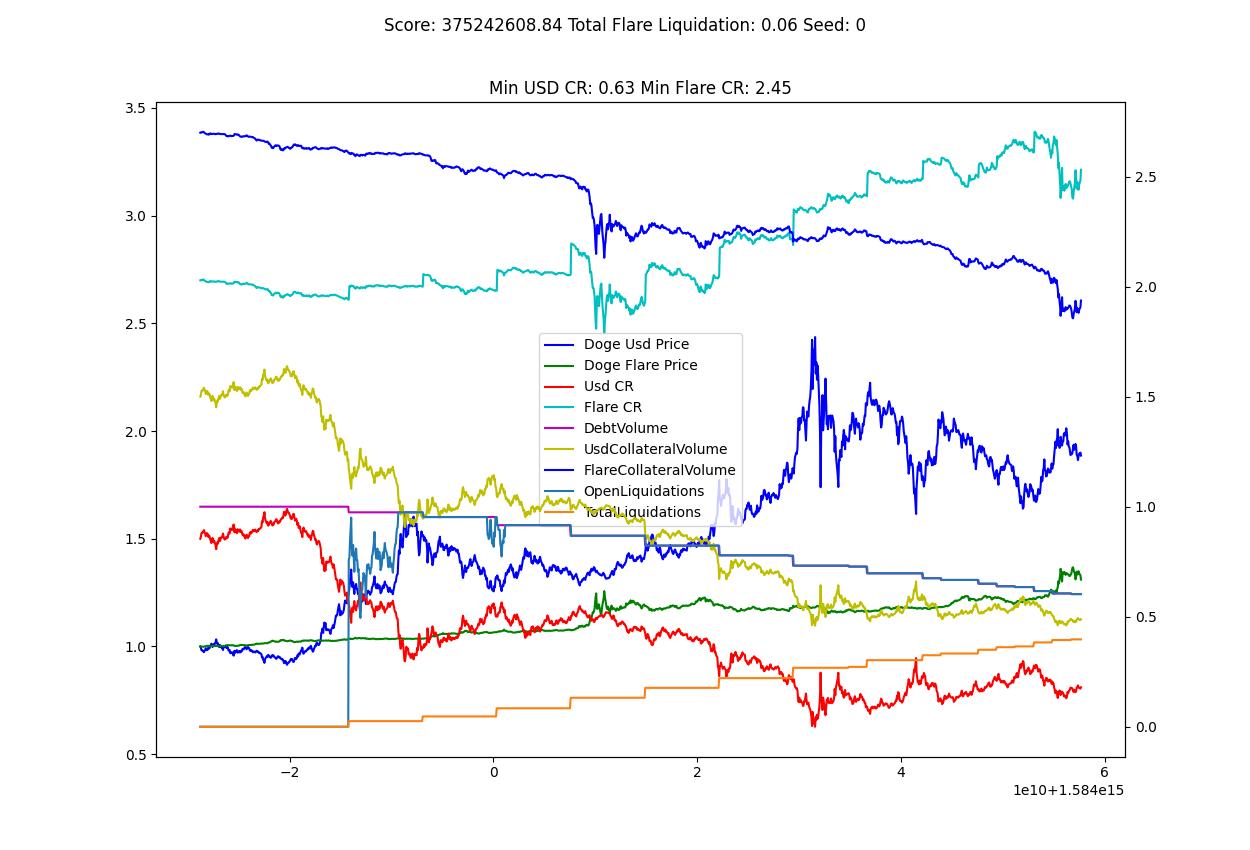 Score: 375242608.84 Total Flare Liquidation: 0.06 Seed: 0
Min USD CR: 0.63 Min Flare CR: 2.45
3.5
3.0
2.5
2.0
1.5
1.0
0.5
2.5
2.0
1.5
1.0
0.5
0.0
Doge Usd Price
Doge Flare Price
Usd CR
Flare CR
DebtVolume
UsdCollateralVolume
FlareCollateralVolume
OpenLiquidations
TotalLiquidations
−2 0 2 4 6
1e10+1.584e15